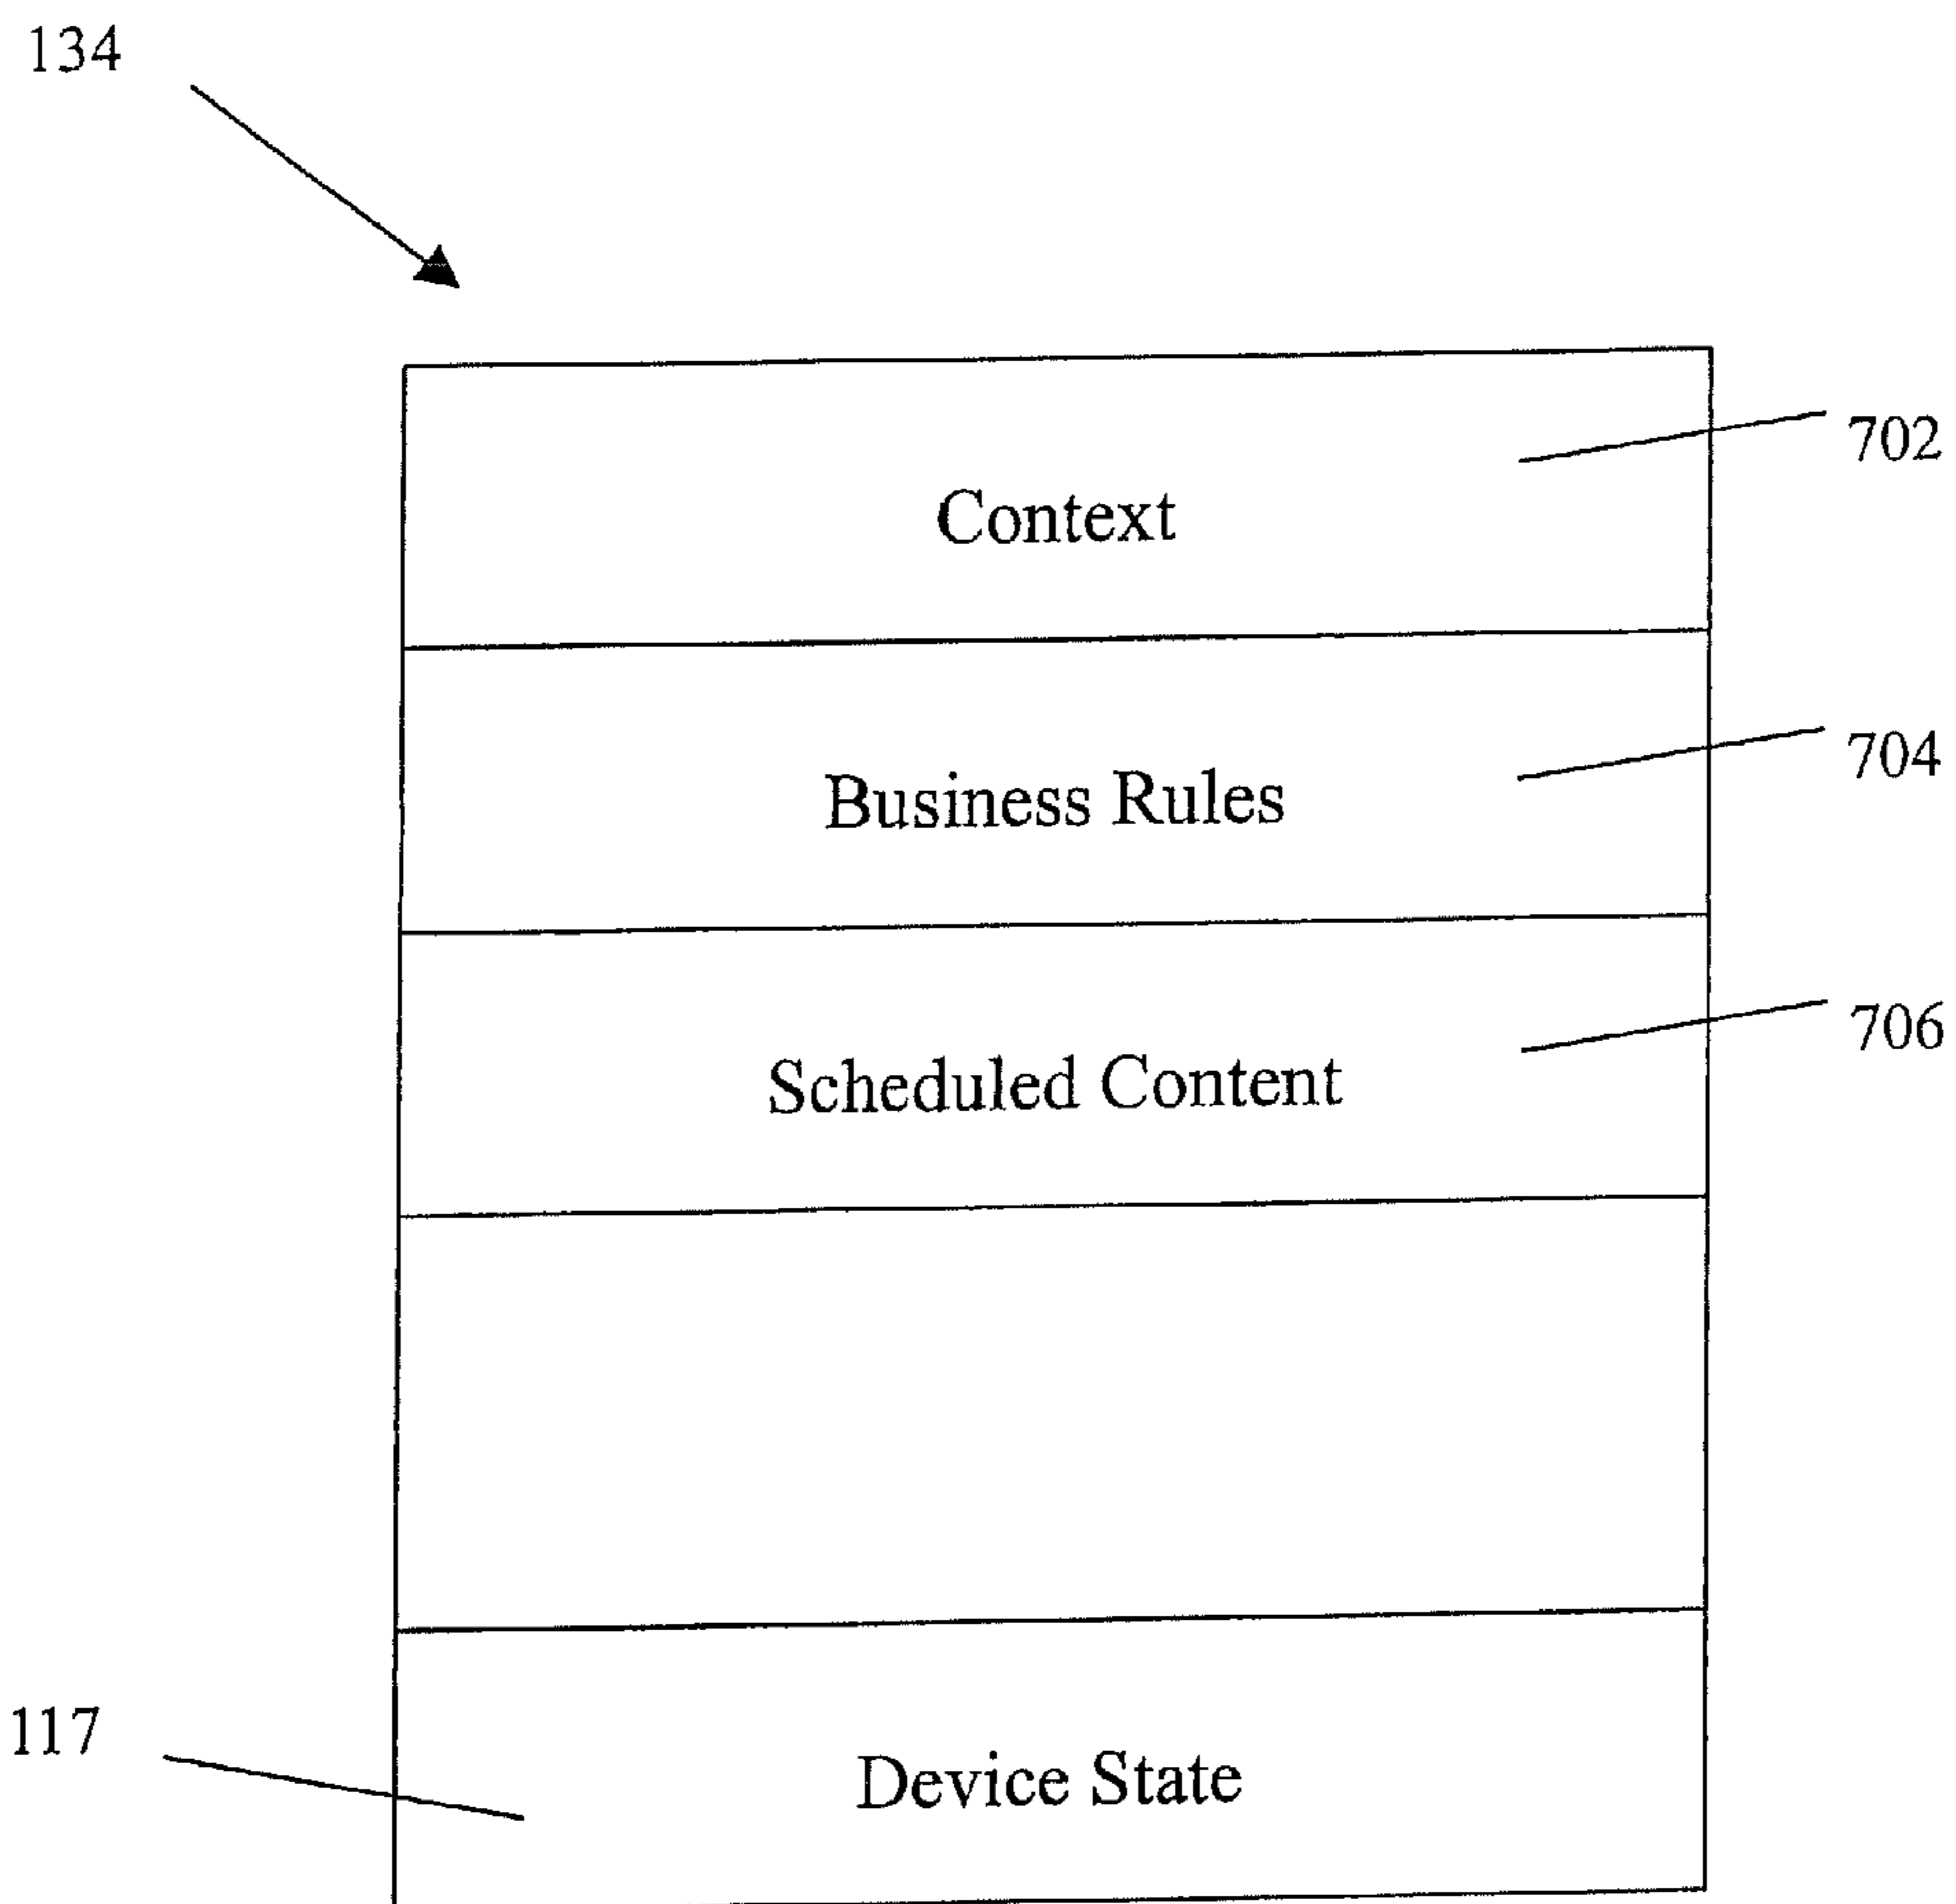 134
702
Context
704
Business Rules
706
Scheduled Content
117
Device State